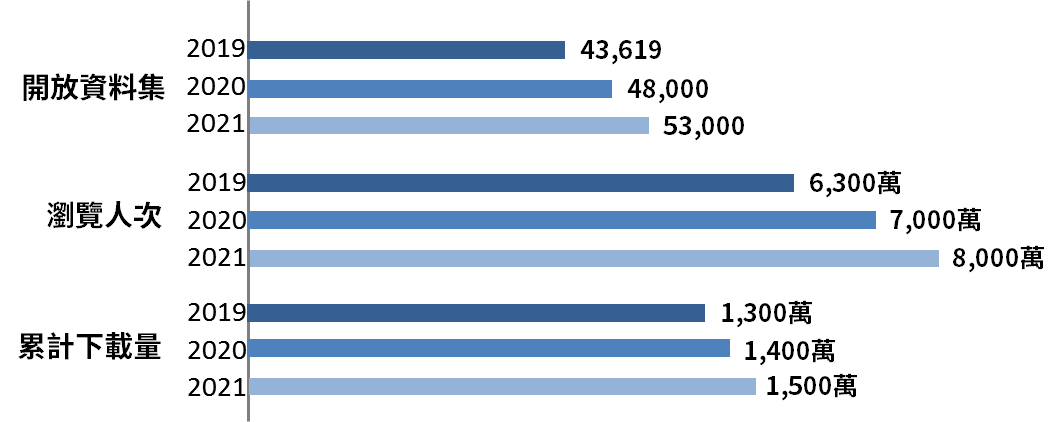 開放資料集
2019 43,619
2020 48,000
2021 53,000
瀏覽人次
2019 6,300萬
2020 7,000萬
2021 8,000萬
累計下載量
2019 1,300萬
2020 1,400萬
2021 1,500萬